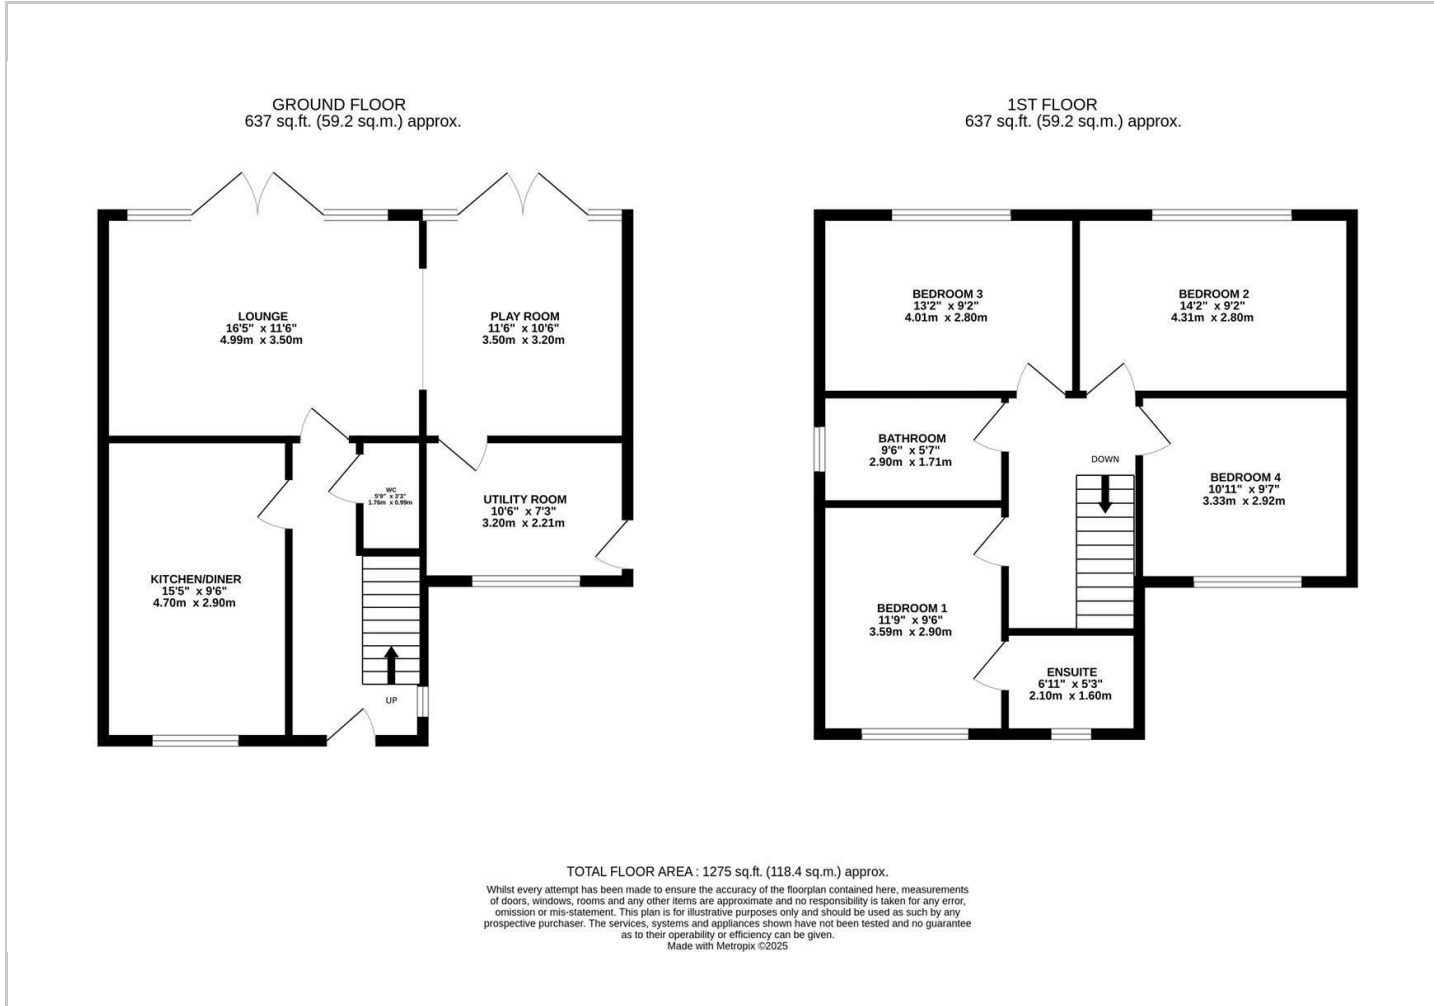 GROUND FLOOR
637 sq.ft. (59.2 sq.m.) approx.
LOUNGE
16'5" x 11'6"
4.99m x 3.50m
PLAY ROOM
11'6" x 10'6"
3.50m x 3.20m
WC
5'9" x 3'3"
1.76m x 0.99m
UTILITY ROOM
10'6" x 7'3"
3.20m x 2.21m
KITCHEN/DINER
15'5" x 9'6"
4.70m x 2.90m
UP
1ST FLOOR
637 sq.ft. (59.2 sq.m.) approx.
BEDROOM 3
13'2" x 9'2"
4.01m x 2.80m
BEDROOM 2
14'2" x 9'2"
4.31m x 2.80m
BATHROOM
9'6" x 5'7"
2.90m x 1.71m
DOWN
BEDROOM 4
10'11" x 9'7"
3.33m x 2.92m
BEDROOM 1
11'9" x 9'6"
3.59m x 2.90m
ENSUITE
6'11" x 5'3"
2.10m x 1.60m
TOTAL FLOOR AREA : 1275 sq.ft. (118.4 sq.m.) approx.
Whilst every attempt has been made to ensure the accuracy of the floorplan contained here, measurements
of doors, windows, rooms and any other items are approximate and no responsibility is taken for any error,
omission or mis-statement. This plan is for illustrative purposes only and should be used as such by any
prospective purchaser. The services, systems and appliances shown have not been tested and no guarantee
as to their operability or efficiency can be given.
Made with Metropix ©2025